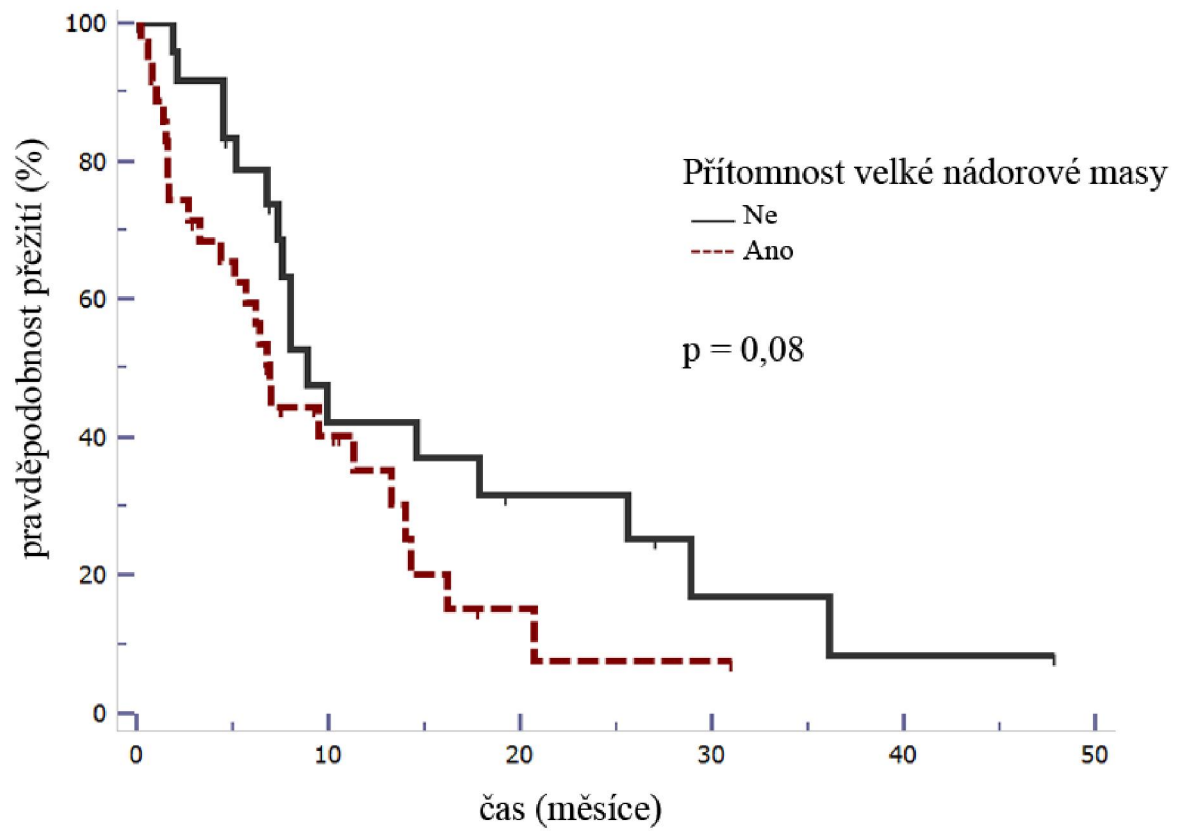 100
80
60
40
20
0
pravděpodobnost přežití (%)
Přítomnost velké nádorové masy
Ne
Ano
p = 0,08
0 10 20 30 40 50
čas (měsíce)